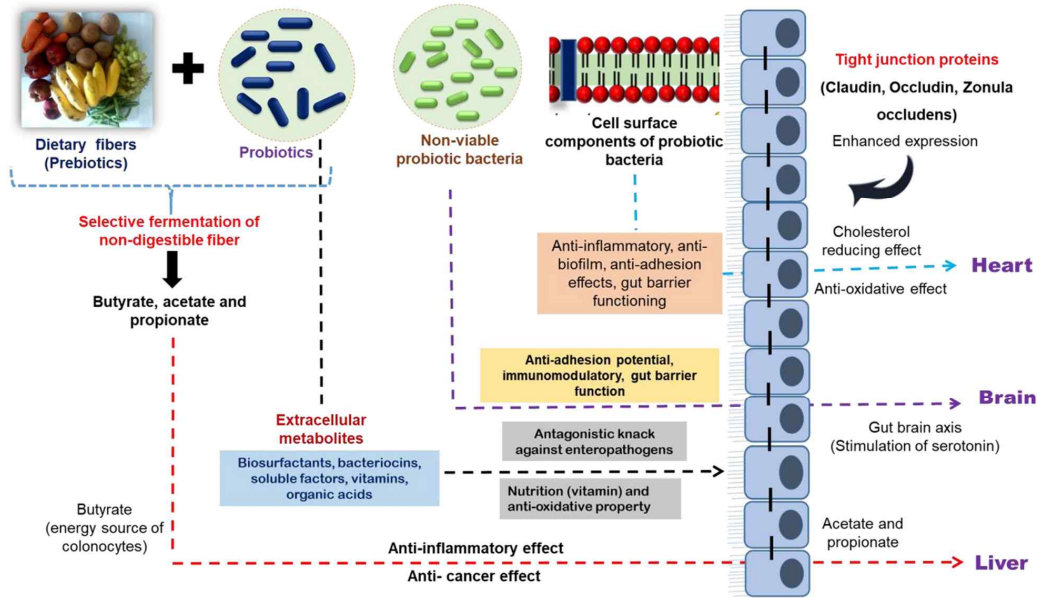 Dietary fibers
(Prebiotics)
Probiotics
Non-viable
probiotic bacteria
Cell surface
components of probiotic
bacteria
Tight junction proteins
(Claudin, Occludin, Zonula
occludens)
Enhanced expression
Selective fermentation of
non-digestible fiber
Butyrate, acetate and
propionate
Anti-inflammatory, anti-
biofilm, anti-adhesion
effects, gut barrier
functioning
Cholesterol
reducing effect
Anti-oxidative effect
Heart
Anti-adhesion potential,
immunomodulatory, gut barrier
function
Brain
Gut brain axis
(Stimulation of serotonin)
Extracellular
metabolites
Biosurfactants, bacteriocins,
soluble factors, vitamins,
organic acids
Antagonistic knack
against enteropathogens
Nutrition (vitamin) and
anti-oxidative property
Butyrate
(energy source of
colonocytes)
Anti-inflammatory effect
Anti- cancer effect
Acetate and
propionate
Liver